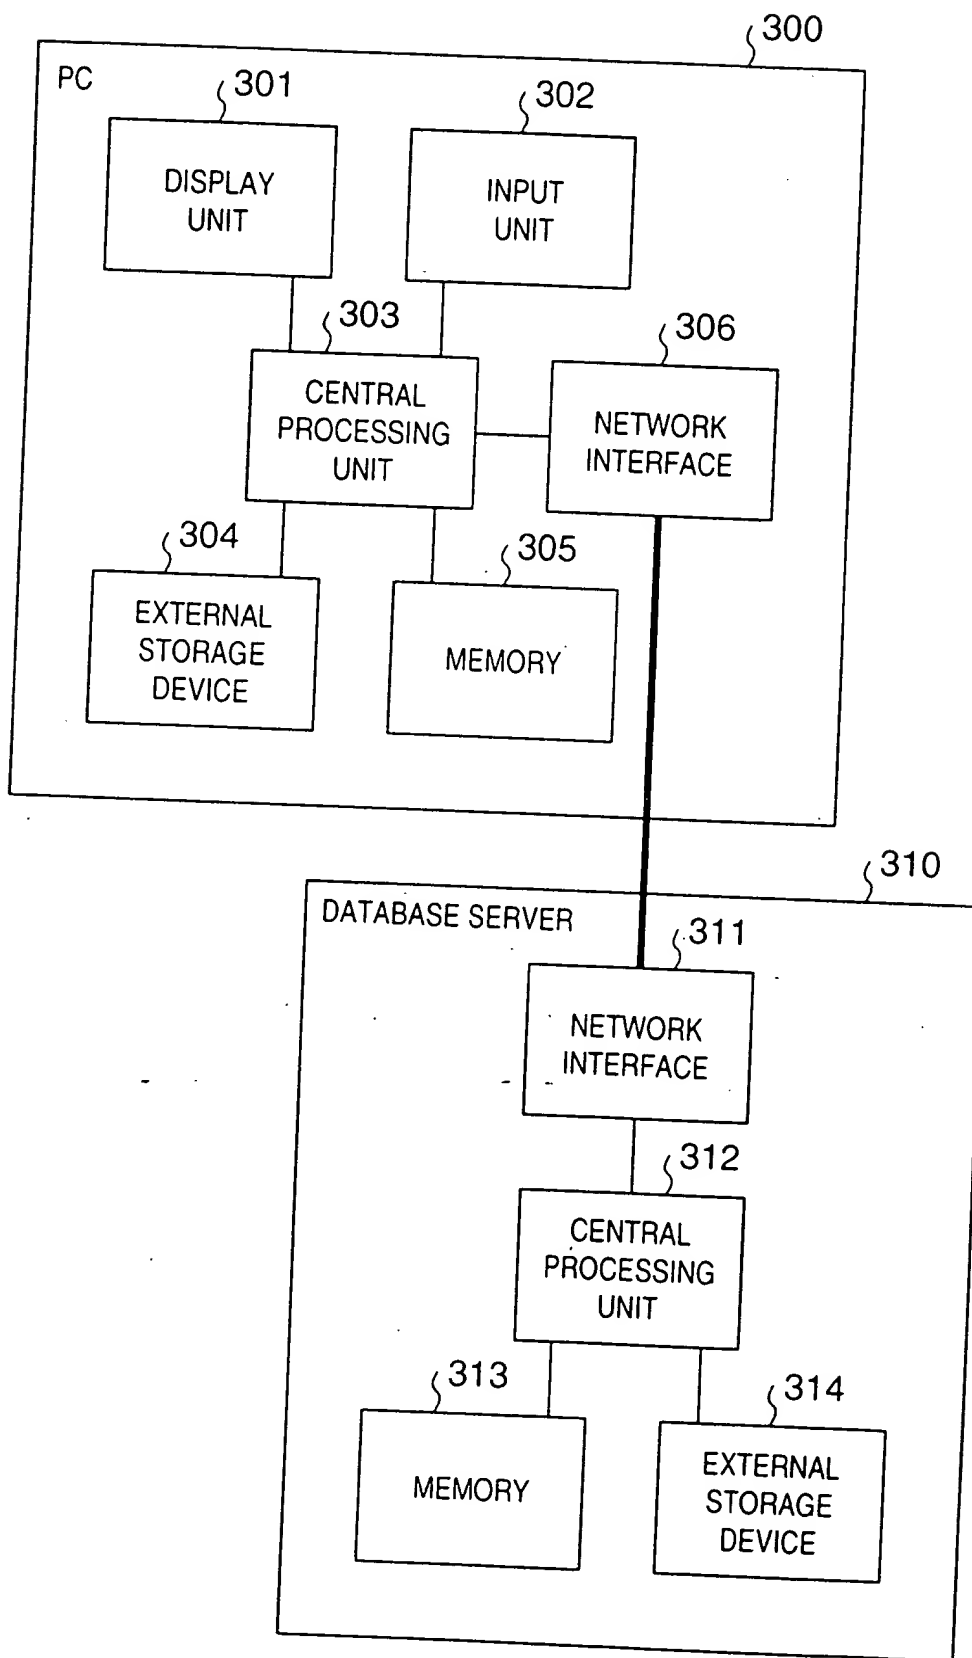 300
PC
301
302
DISPLAY
UNIT
INPUT
UNIT
303
306
CENTRAL
PROCESSING
UNIT
NETWORK
INTERFACE
304
305
EXTERNAL
STORAGE
DEVICE
MEMORY
310
DATABASE SERVER
311
NETWORK
INTERFACE
312
CENTRAL
PROCESSING
UNIT
313
314
MEMORY
EXTERNAL
STORAGE
DEVICE